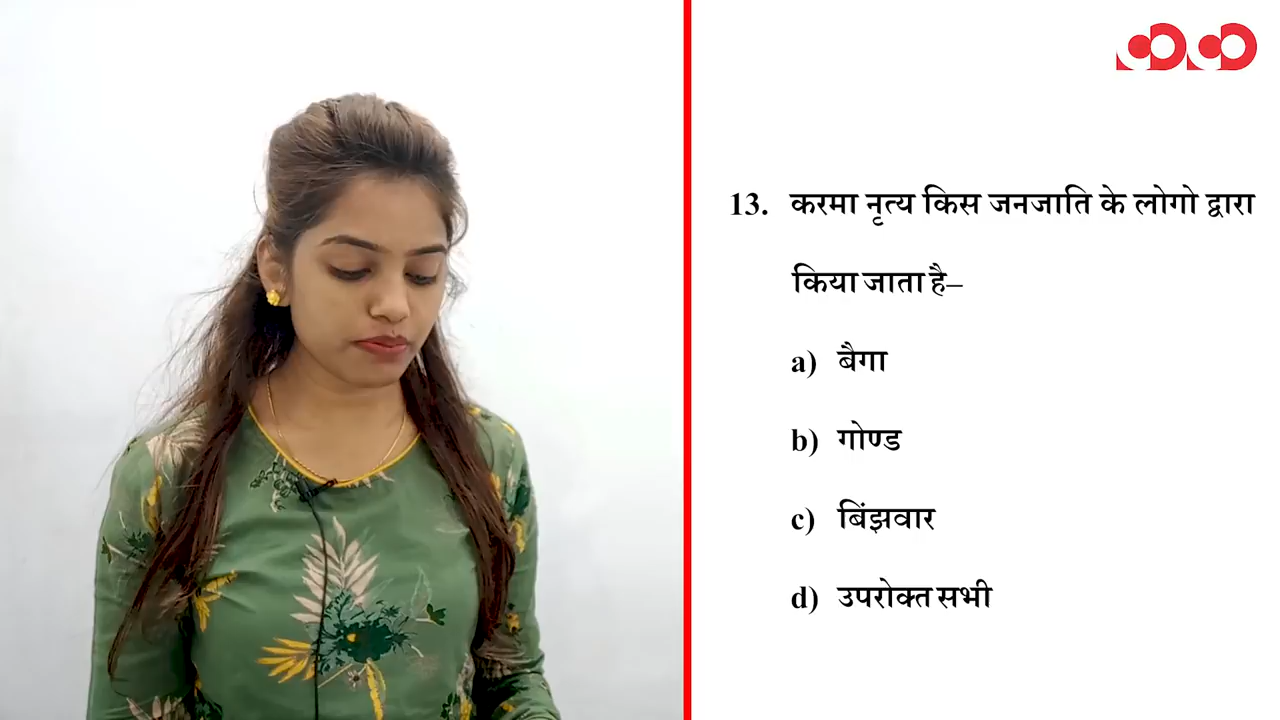 13. करमा नृत्य किस जनजाति के लोगो द्वारा
किया जाता है–
a) बैगा
b) गोण्ड
c) बिंझवार
d) उपरोक्त सभी